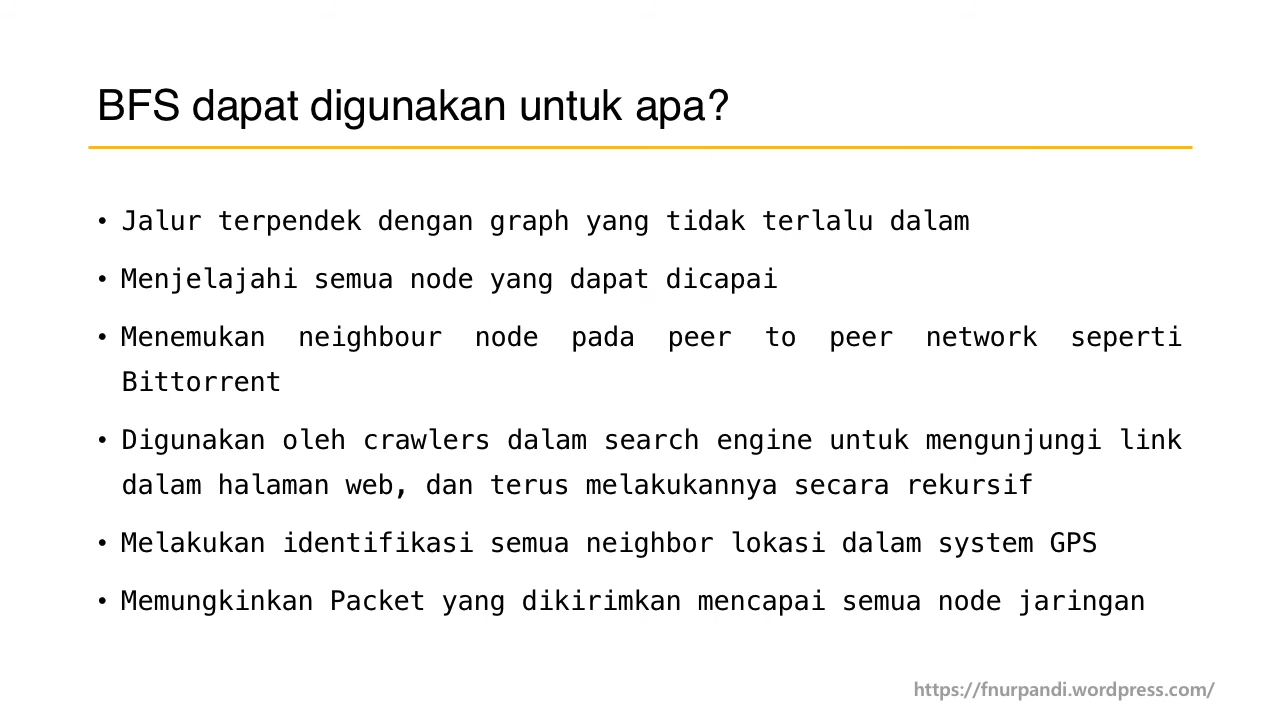 BFS dapat digunakan untuk apa?
• Jalur terpendek dengan graph yang tidak terlalu dalam
• Menjelajahi semua node yang dapat dicapai
• Menemukan neighbour node pada peer to peer network seperti
Bittorrent
• Digunakan oleh crawlers dalam search engine untuk mengunjungi link
dalam halaman web, dan terus melakukannya secara rekursif
• Melakukan identifikasi semua neighbor lokasi dalam system GPS
• Memungkinkan Packet yang dikirimkan mencapai semua node jaringan
https://fnurpandi.wordpress.com/